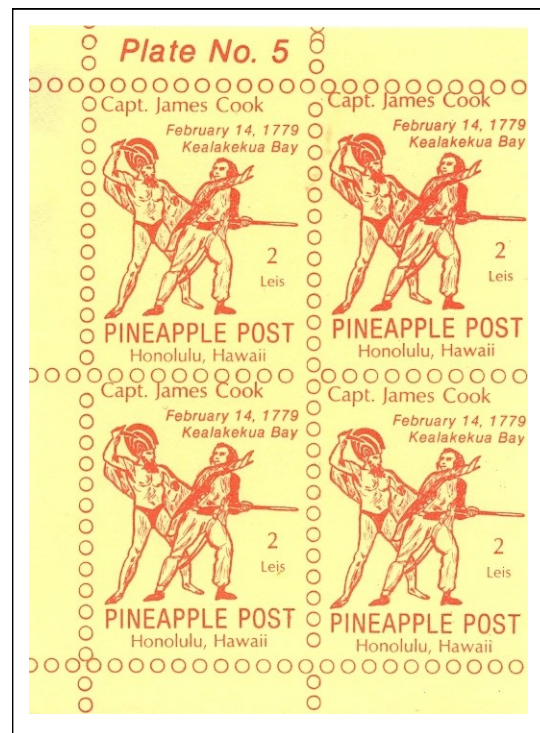 Plate No. 5
Capt. James Cook
February 14, 1779
Kealakekua Bay
2
Leis
PINEAPPLE POST
Honolulu, Hawaii
Capt. James Cook
February 14, 1779
Kealakekua Bay
2
Leis
PINEAPPLE POST
Honolulu, Hawaii
Capt. James Cook
February 14, 1779
Kealakekua Bay
2
Leis
PINEAPPLE POST
Honolulu, Hawaii
Capt. James Cook
February 14, 1779
Kealakekua Bay
2
Leis
PINEAPPLE POST
Honolulu, Hawaii